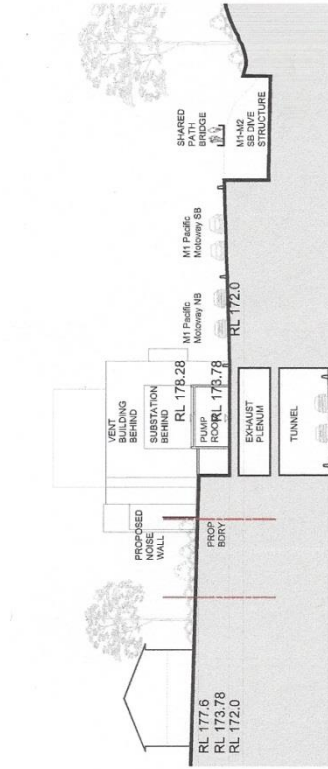 PROPOSED
NOISE
WALL
PROP
BDRY
VENT
BUILDING
BEHIND
SUBSTATION
BEHIND
RL 178.28
PUMP
ROOM
RL 173.78
EXHAUST
PLENUM
TUNNEL
M1 Pacific
Motoway NB
RL 172.0
M1 Pacific
Motoway SB
SHARED
PATH
BRIDGE
M1-M2
SB DIVE
STRUCTURE
RL 177.6
RL 173.78
RL 172.0